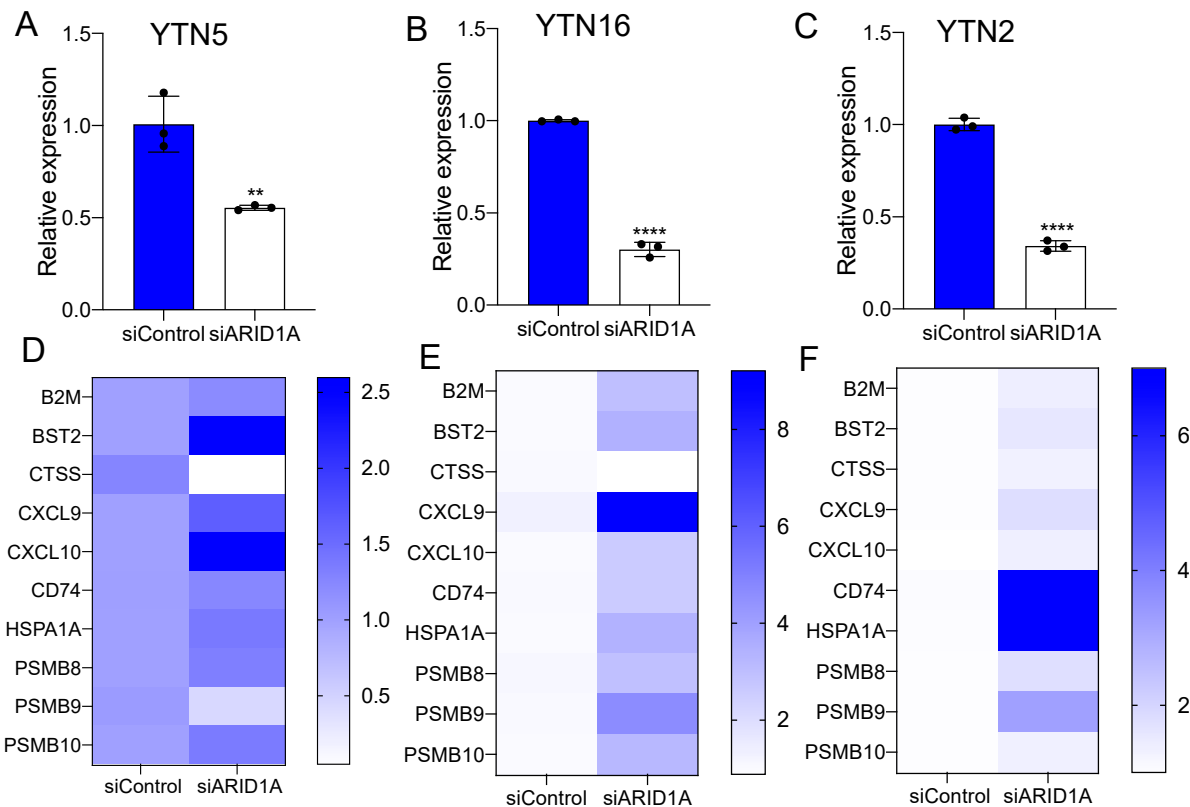 A
YTN5
Relative expression
1.5
1.0
0.5
0.0
**
siControl siARID1A
B
YTN16
Relative expression
1.5
1.0
0.5
0.0
****
siControl siARID1A
C
YTN2
Relative expression
1.5
1.0
0.5
0.0
****
siControl siARID1A
D
B2M
BST2
CTSS
CXCL9
CXCL10
CD74
HSPA1A
PSMB8
PSMB9
PSMB10
siControl siARID1A
2.5
2.0
1.5
1.0
0.5
E
B2M
BST2
CTSS
CXCL9
CXCL10
CD74
HSPA1A
PSMB8
PSMB9
PSMB10
siControl siARID1A
8
6
4
2
F
B2M
BST2
CTSS
CXCL9
CXCL10
CD74
HSPA1A
PSMB8
PSMB9
PSMB10
siControl siARID1A
6
4
2